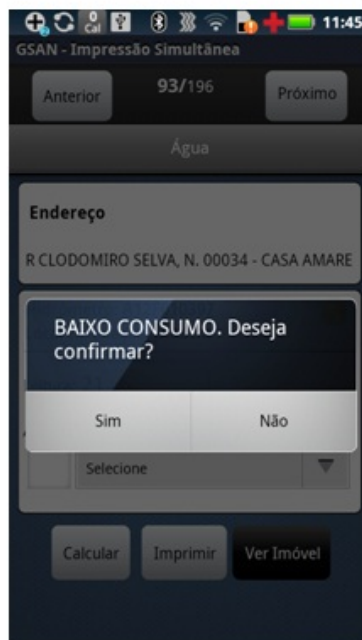 Cal
11:45
GSAN - Impressão Simultânea
Anterior
93/196
Próximo
Água
Endereço
R CLODOMIRO SELVA, N. 00034 - CASA AMARE
BAIXO CONSUMO. Deseja
confirmar?
Sim
Não
Selecione
Calcular
Imprimir
Ver Imóvel